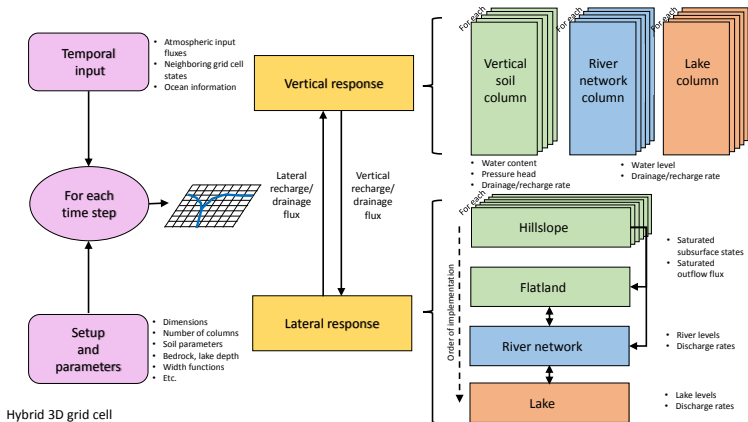 Temporal
input
• Atmospheric input
fluxes
• Neighboring grid cell
states
• Ocean information
For each
time step
Setup
and
parameters
• Dimensions
• Number of columns
• Soil parameters
• Bedrock, lake depth
• Width functions
• Etc.
Hybrid 3D grid cell
Vertical response
Lateral
recharge/
drainage
flux
Vertical
recharge/
drainage
flux
Lateral response
For each
Vertical
soil
column
For each
River
network
column
For each
Lake
column
• Water content
• Pressure head
• Drainage/recharge rate
• Water level
• Drainage/recharge rate
For each
Order of implementation
Hillslope
Flatland
River network
Lake
• Saturated
subsurface states
• Saturated
outflow flux
• River levels
• Discharge rates
• Lake levels
• Discharge rates